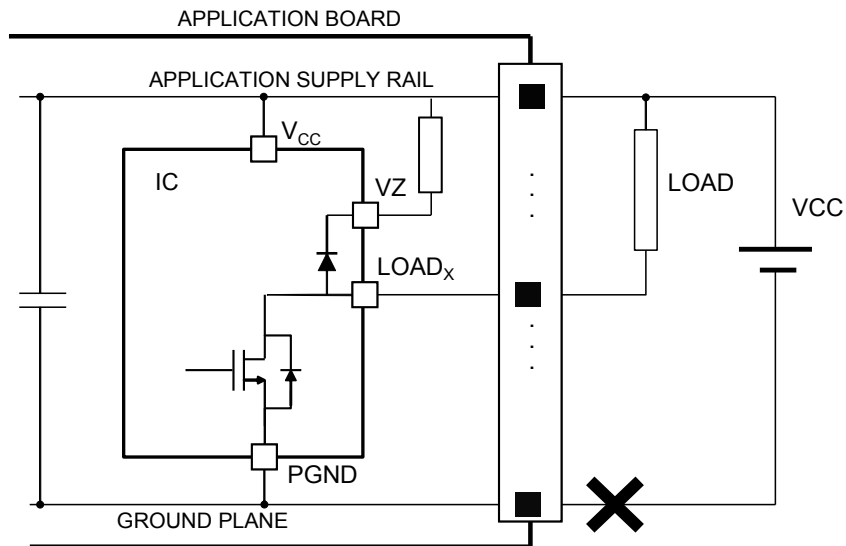 APPLICATION BOARD
APPLICATION SUPPLY RAIL
VCC
IC
VZ
LOAD
VCC
LOADX
PGND
GROUND PLANE